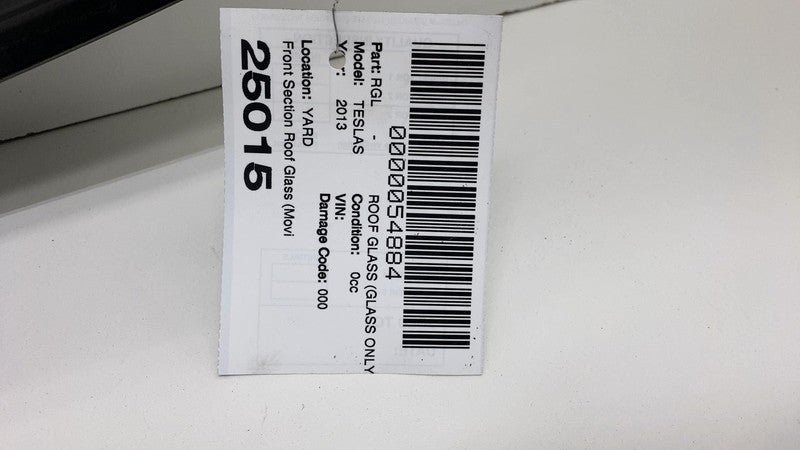 0000054884
Part: RGL - ROOF GLASS (GLASS ONLY
Model: TESLAS Condition: 0cc
Year: 2013 VIN:
Damage Code: 000
Location: YARD
Front Section Roof Glass (Movi
25015